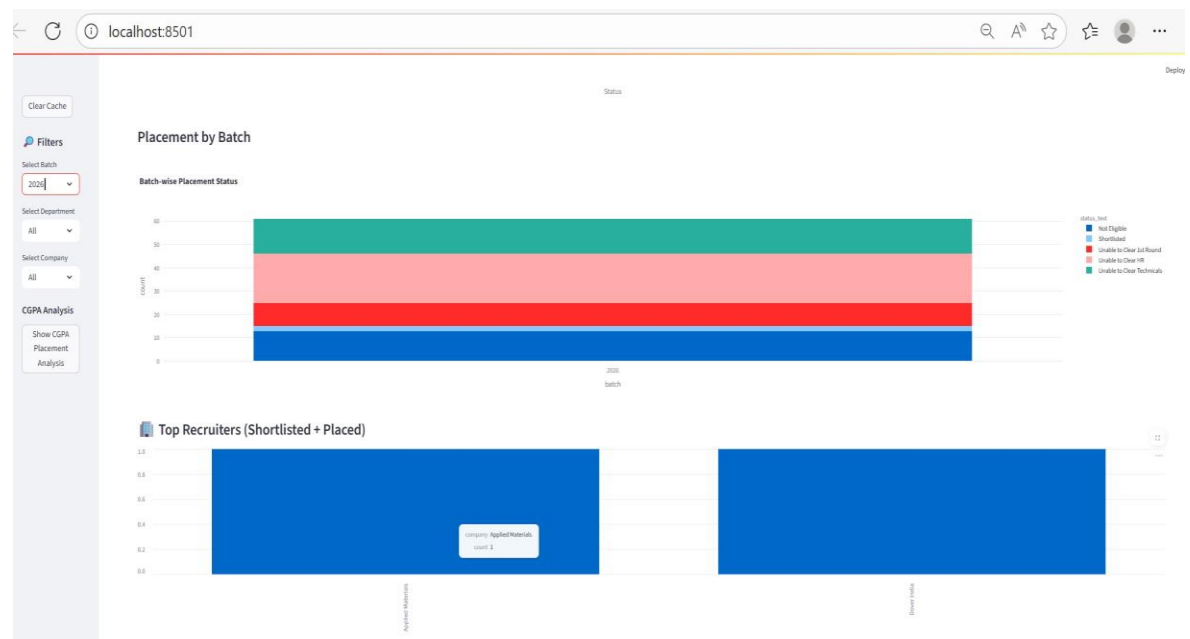 localhost:8501
Deploy
Clear Cache
Filters
Select Batch
2026
Select Department
All
Select Company
All
CGPA Analysis
Show CGPA
Placement
Analysis
Status
Placement by Batch
Batch-wise Placement Status
60
50
40
30
20
10
0
count
2026
batch
status_text
Not Eligible
Shortlisted
Unable to Clear 1st Round
Unable to Clear HR
Unable to Clear Technicals
Top Recruiters (Shortlisted + Placed)
1.0
0.8
0.6
0.4
0.2
0.0
company Applied Materials
count 1
Applied Materials
India